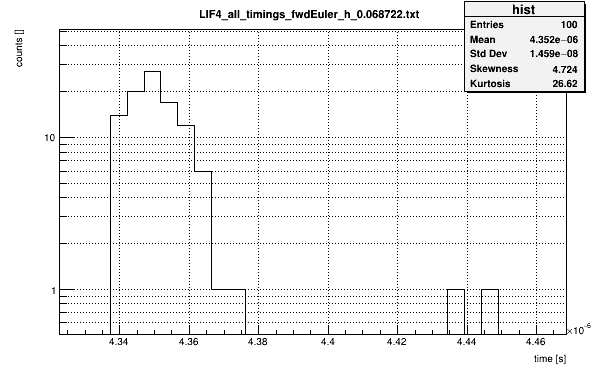 LIF4_all_timings_fwdEuler_h_0.068722.txt
hist
Entries 100
Mean 4.352e−06
Std Dev 1.459e−08
Skewness 4.724
Kurtosis 26.62
counts []
10
1
4.34 4.36 4.38 4.4 4.42 4.44 4.46
×10⁻⁶
time [s]